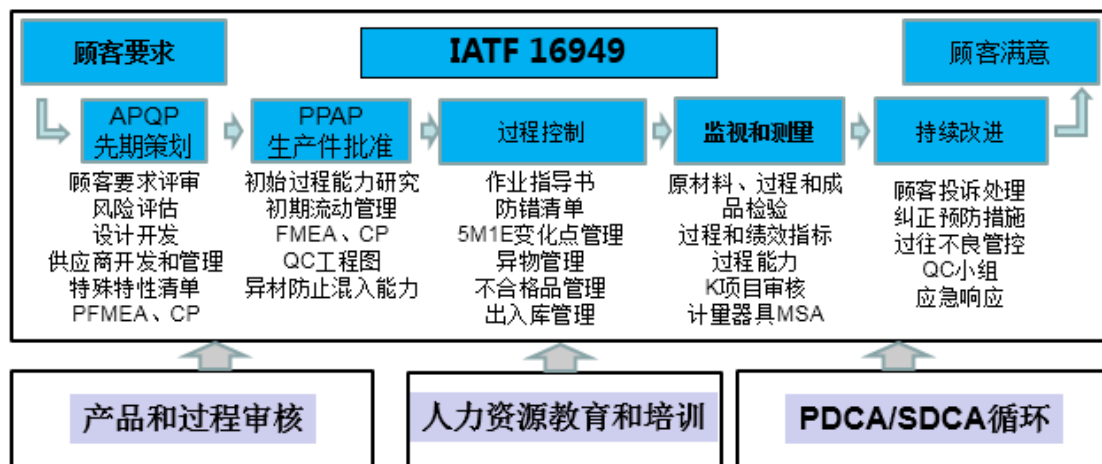 顾客要求
IATF 16949
顾客满意
APQP
先期策划
PPAP
生产件批准
过程控制
监视和测量
持续改进
顾客要求评审
风险评估
设计开发
供应商开发和管理
特殊特性清单
PFMEA、CP
初始过程能力研究
初期流动管理
FMEA、CP
QC工程图
异材防止混入能力
作业指导书
防错清单
5M1E变化点管理
异物管理
不合格品管理
出入库管理
原材料、过程和成
品检验
过程和绩效指标
过程能力
K项目审核
计量器具MSA
顾客投诉处理
纠正预防措施
过往不良管控
QC小组
应急响应
产品和过程审核
人力资源教育和培训
PDCA/SDCA循环